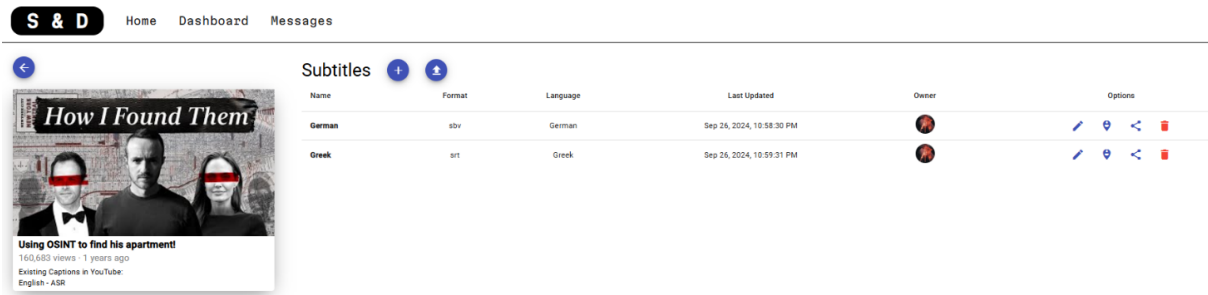 S & D Home Dashboard Messages
Subtitles
Name Format Language Last Updated Owner Options
German sbv German Sep 26, 2024, 10:58:30 PM
Greek srt Greek Sep 26, 2024, 10:59:31 PM
How I Found Them
Using OSINT to find his apartment!
160,683 views · 1 years ago
Existing Captions in YouTube:
English - ASR